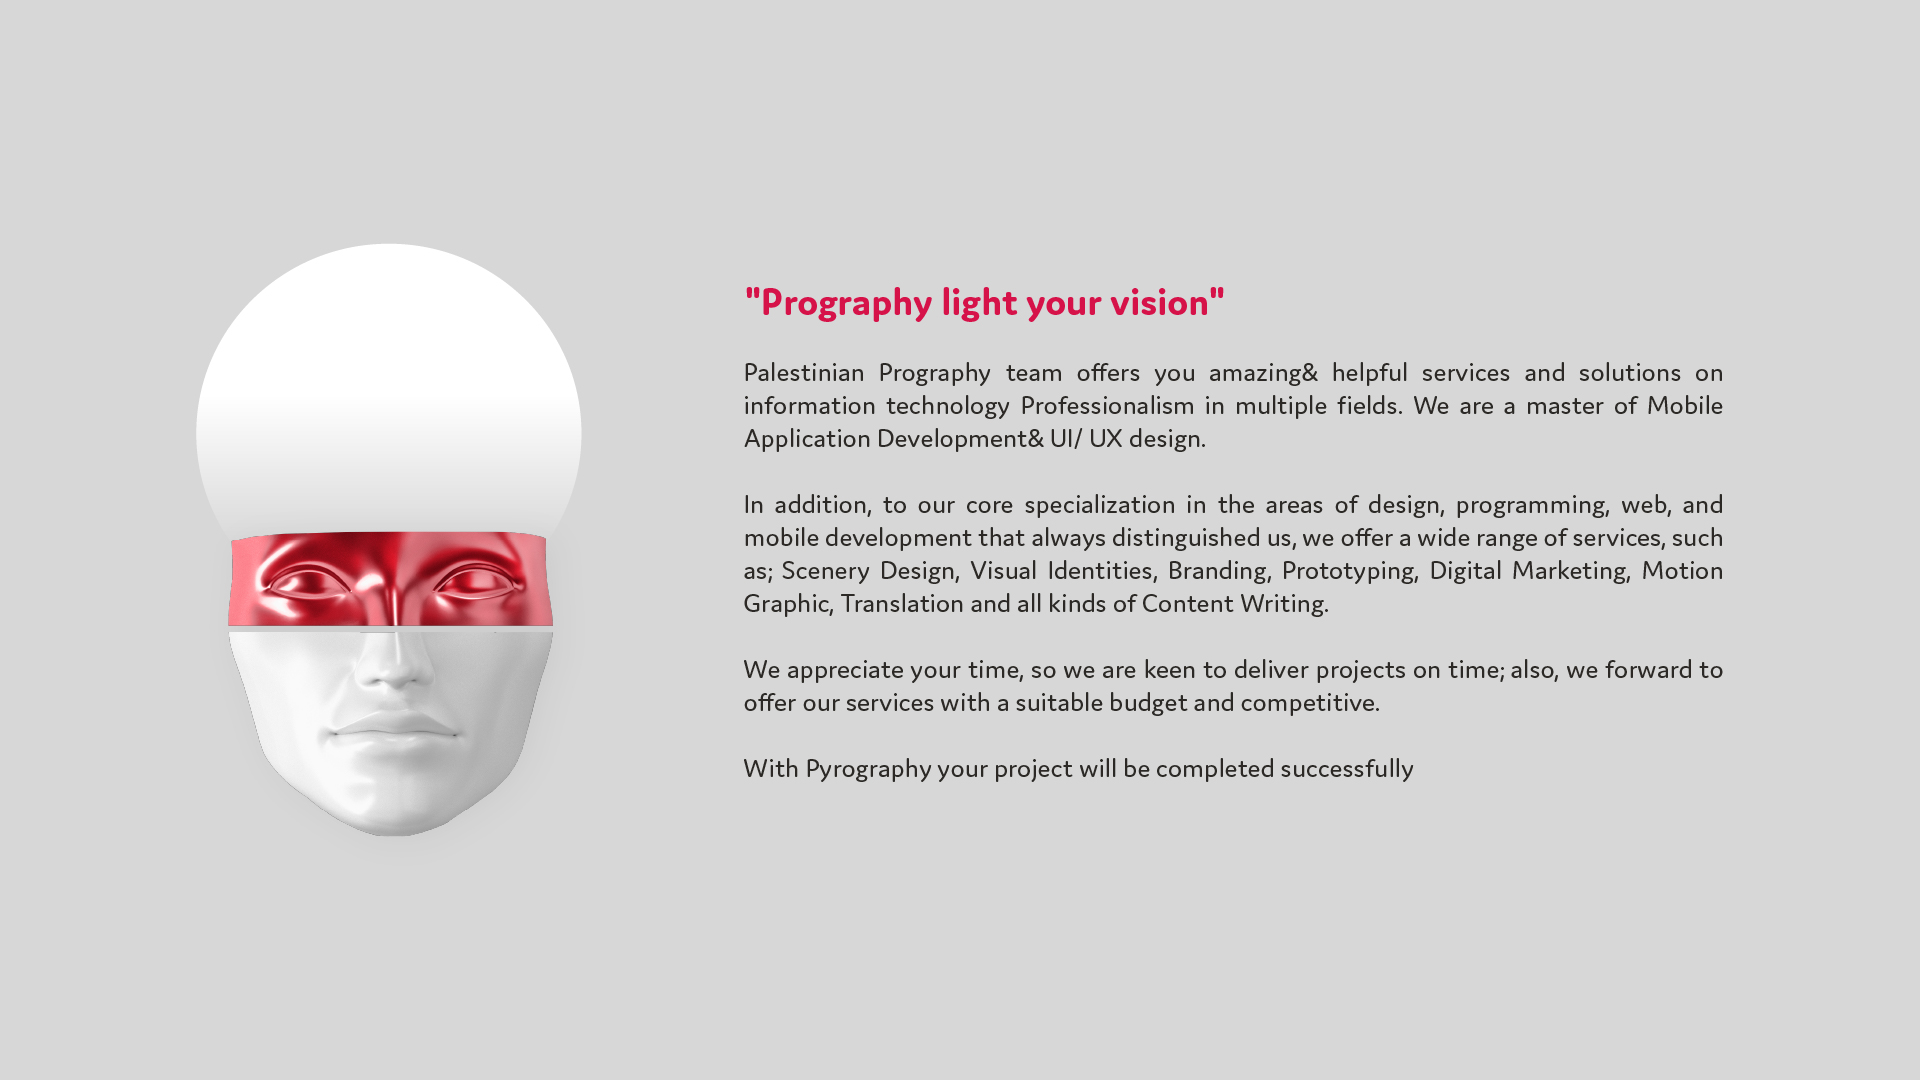 "Prography light your vision"
Palestinian Prography team offers you amazing& helpful services and solutions on
information technology Professionalism in multiple fields. We are a master of Mobile
Application Development& UI/ UX design.
In addition, to our core specialization in the areas of design, programming, web, and
mobile development that always distinguished us, we offer a wide range of services, such
as; Scenery Design, Visual Identities, Branding, Prototyping, Digital Marketing, Motion
Graphic, Translation and all kinds of Content Writing.
We appreciate your time, so we are keen to deliver projects on time; also, we forward to
offer our services with a suitable budget and competitive.
With Pyrography your project will be completed successfully